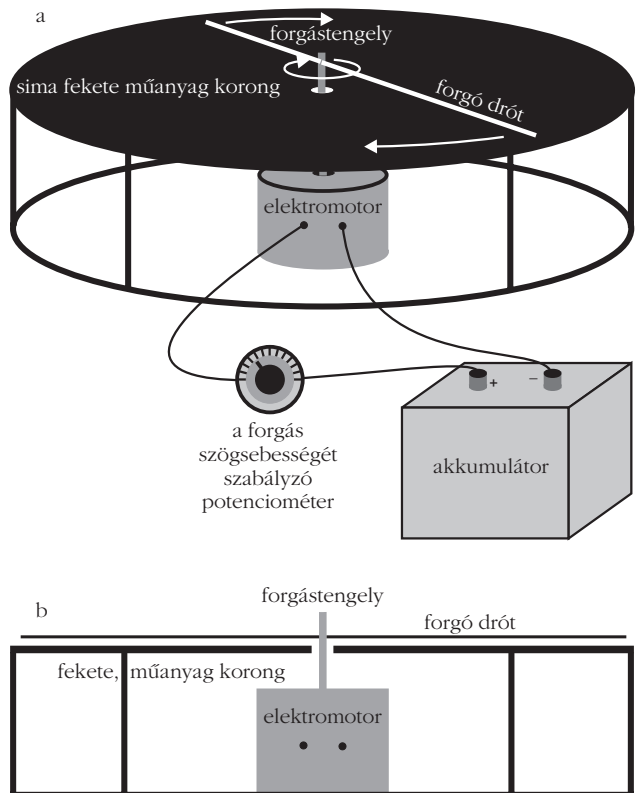 a
forgástengely
sima fekete műanyag korong
forgó drót
elektromotor
+
−
a forgás
szögsebességét
szabályzó
potenciométer
akkumulátor
b
forgástengely
forgó drót
fekete, műanyag korong
elektromotor